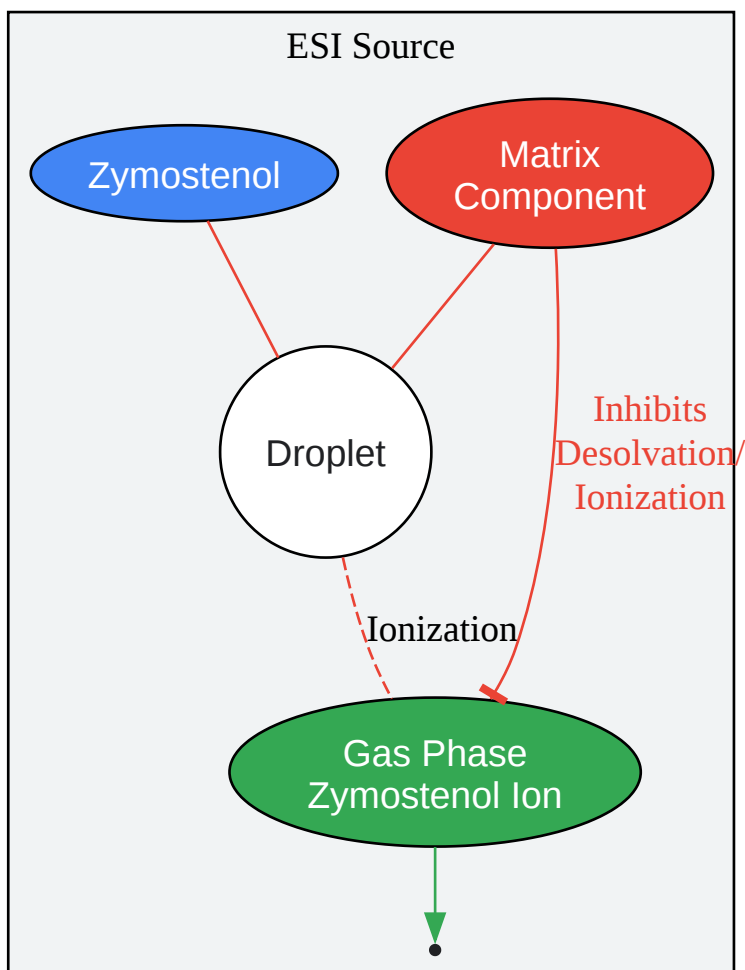 ESI Source
Zymostenol
Matrix
Component
Inhibits
Desolvation/
Ionization
Droplet
Ionization
Gas Phase
Zymostenol Ion